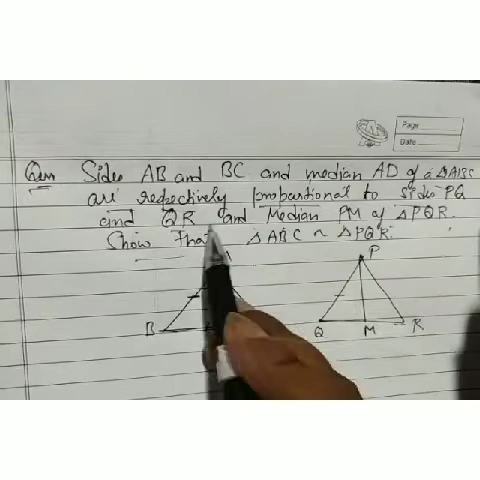 Page
Date
Ques Sides AB and BC and median AD of a ΔABC
are respectively proportional to sides PQ
and QR and Median PM of ΔPQR.
Show that ΔABC ~ ΔPQR.
P
B
Q M R